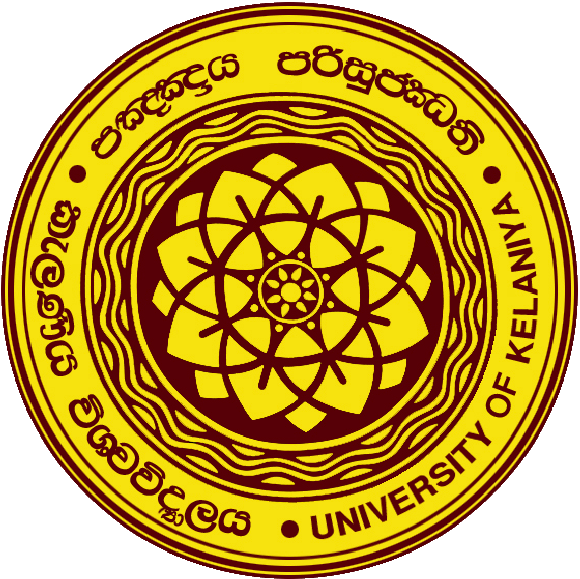 පඤ්ඤාය පරිසුජ්ඣති
කැලණිය විශ්වවිද්‍යාලය
UNIVERSITY OF KELANIYA